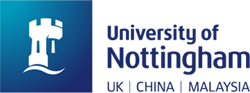 University of
Nottingham
UK | CHINA | MALAYSIA